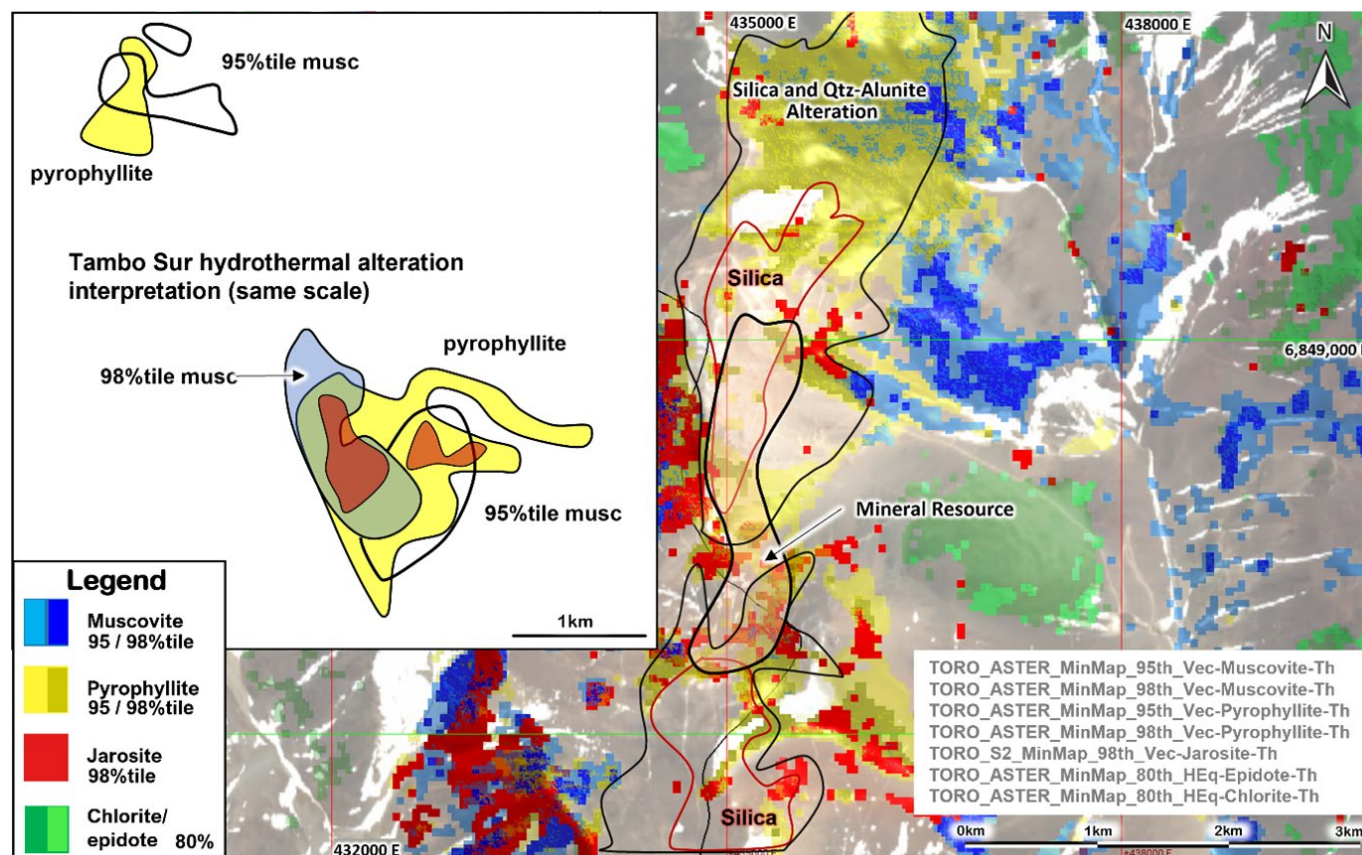 95%tile musc
pyrophyllite
Tambo Sur hydrothermal alteration
interpretation (same scale)
pyrophyllite
98%tile musc
95%tile musc
1km
Legend
Muscovite
95 / 98%tile
Pyrophyllite
95 / 98%tile
Jarosite
98%tile
Chlorite/
epidote 80%
435000 E
438000 E
N
Silica and Qtz-Alunite
Alteration
Silica
6,849,000
Mineral Resource
Silica
432000 E
438000 E
TORO_ASTER_MinMap_95th_Vec-Muscovite-Th
TORO_ASTER_MinMap_98th_Vec-Muscovite-Th
TORO_ASTER_MinMap_95th_Vec-Pyrophyllite-Th
TORO_ASTER_MinMap_98th_Vec-Pyrophyllite-Th
TORO_S2_MinMap_98th_Vec-Jarosite-Th
TORO_ASTER_MinMap_80th_HEq-Epidote-Th
TORO_ASTER_MinMap_80th_HEq-Chlorite-Th
0km 1km 2km 3km